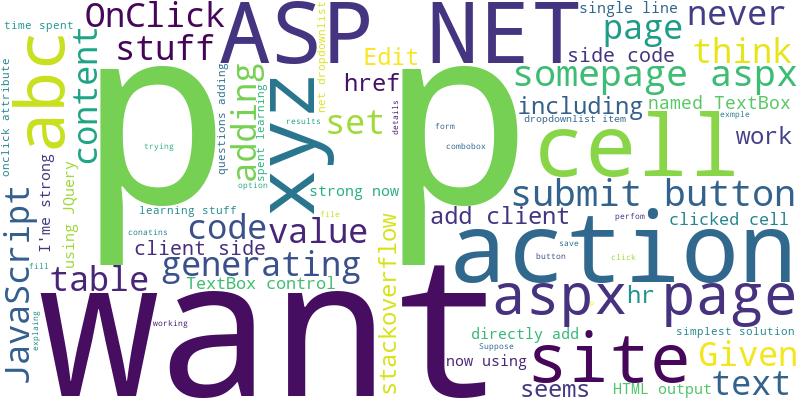 time spent
OnClick
ASP NET
single line
never
stuff
Edit
page
side code
think
onclick attribute
abc
content
p p
questions adding
adding
spent learning
xyz
net dropdownlist
href
details
set
results
somepage aspx
including
named TextBox
dropdownlist item
exmple
form
combobox
trying
cell
work
option
strong now
submit button
I'me strong
using JQuery
learning stuff
file
add client
perfom
clicked cell
JavaScript
conatins
code
value
client side
action
save
button
click
fill
table
generating
TextBox control
stackoverflow
aspx page
hr
want
explaing
working
directly add
Suppose
simplest solution
now using
site
Given
seems
HTML output
text